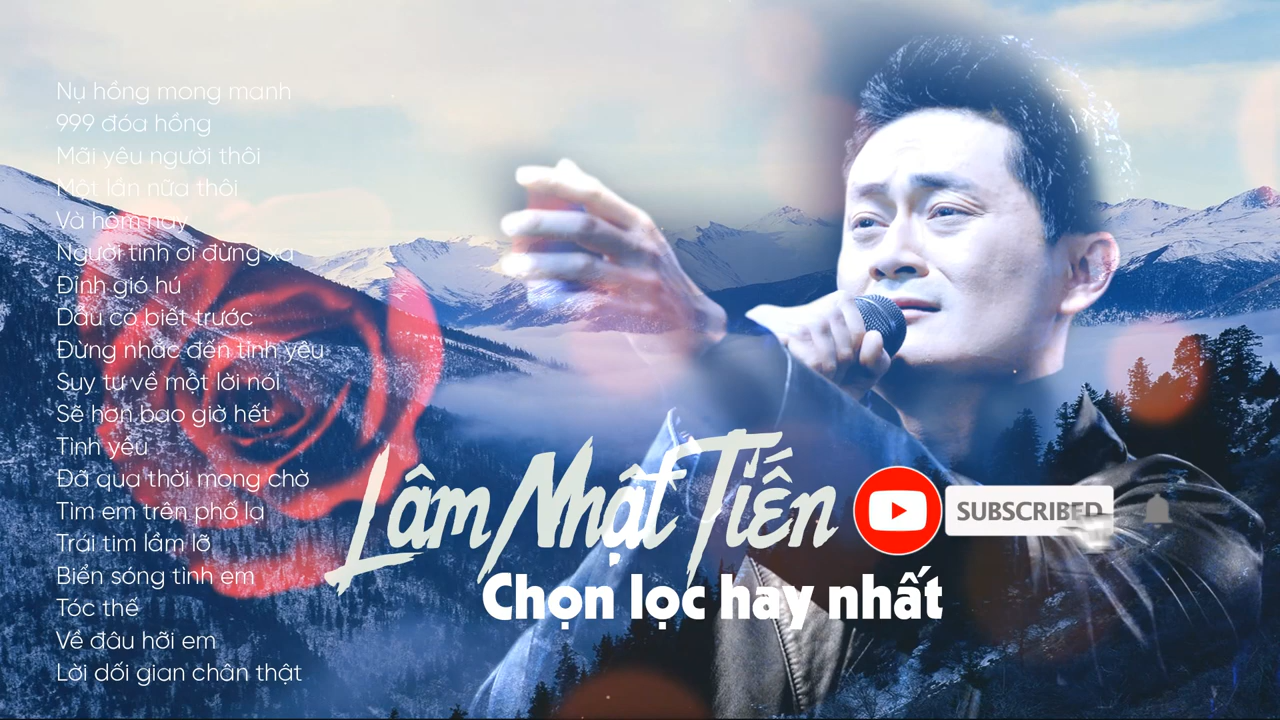 Nụ hồng mong manh
999 đóa hồng
Mãi yêu người thôi
Một lần nữa thôi
Và hôm nay
Người tình ơi đừng xa
Đỉnh gió hú
Dẫu có biết trước
Đừng nhắc đến tình yêu
Suy tư về một lời nói
Sẽ hơn bao giờ hết
Tình yêu
Đã qua thời mong chờ
Tìm em trên phố lạ
Trái tim lầm lỡ
Biển sóng tình em
Tóc thề
Về đâu hỡi em
Lời dối gian chân thật
Lâm Nhật Tiến
SUBSCRIBED
Chọn lọc hay nhất